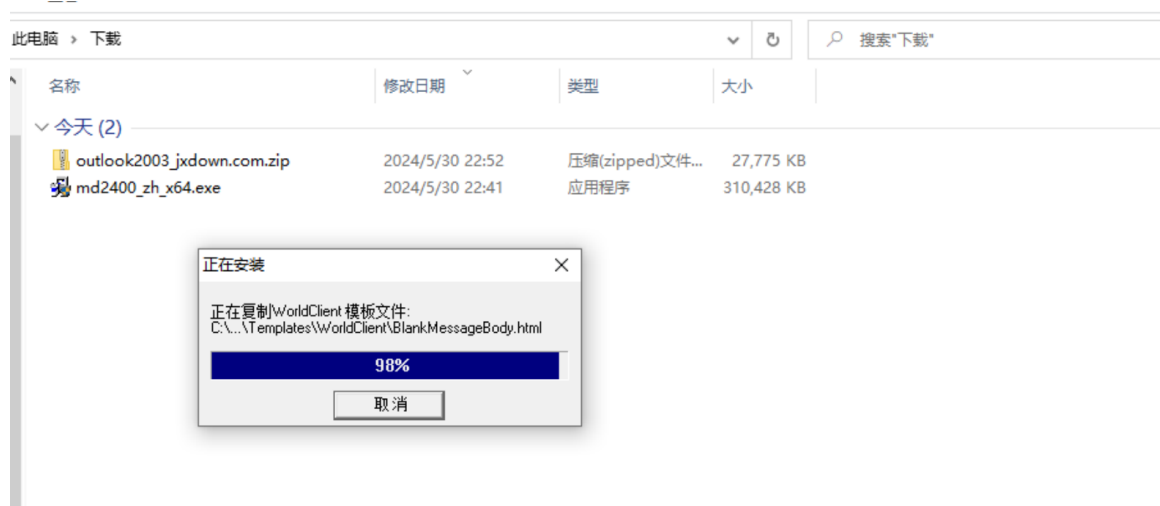 此电脑 › 下载
搜索"下载"
名称 修改日期 类型 大小
今天 (2)
outlook2003_jxdown.com.zip 2024/5/30 22:52 压缩(zipped)文件... 27,775 KB
md2400_zh_x64.exe 2024/5/30 22:41 应用程序 310,428 KB
正在安装
正在复制WorldClient 模板文件:
C:\...\Templates\WorldClient\BlankMessageBody.html
98%
取消